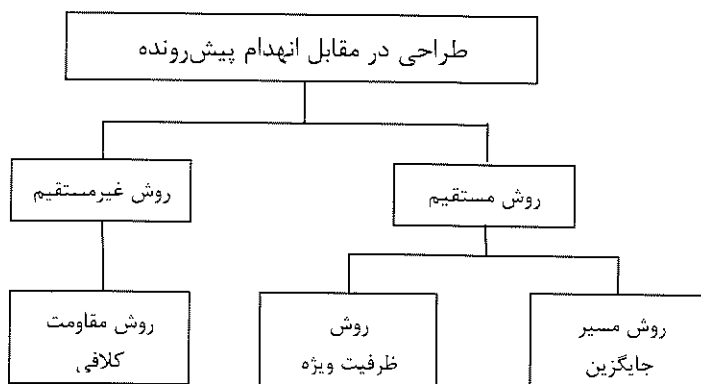 طراحی در مقابل انهدام پیش‌رونده
روش مستقیم
روش غیرمستقیم
روش مسیر
جایگزین
روش
ظرفیت ویژه
روش مقاومت
کلافی